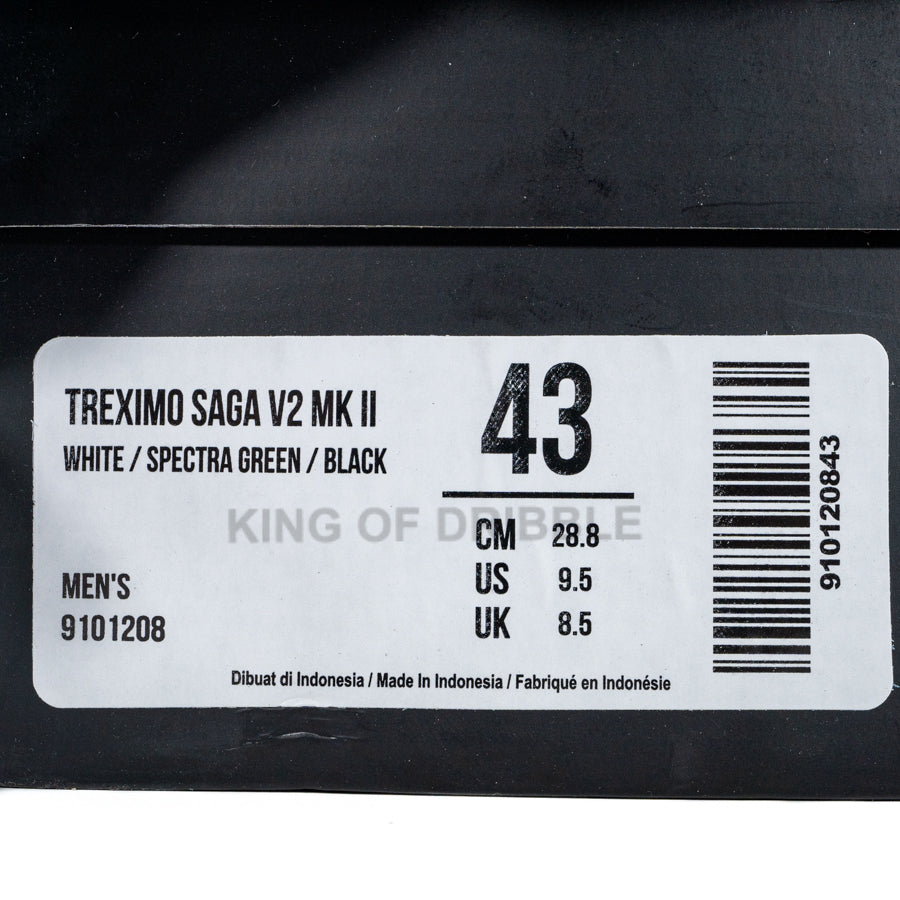 TREXIMO SAGA V2 MK II
WHITE / SPECTRA GREEN / BLACK
MEN'S
9101208
43
CM 28.8
US 9.5
UK 8.5
910120843
KING OF DRIBBLE
Dibuat di Indonesia / Made In Indonesia / Fabriqué en Indonésie